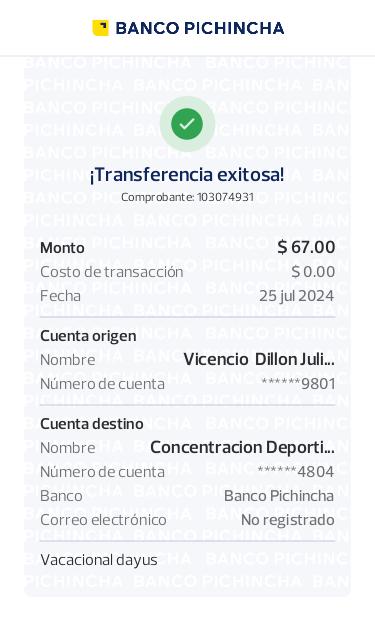 BANCO PICHINCHA
¡Transferencia exitosa!
Comprobante: 103074931
Monto $ 67.00
Costo de transacción $ 0.00
Fecha 25 jul 2024
Cuenta origen
Nombre Vicencio Dillon Juli...
Número de cuenta ******9801
Cuenta destino
Nombre Concentracion Deporti...
Número de cuenta ******4804
Banco Banco Pichincha
Correo electrónico No registrado
Vacacional dayus